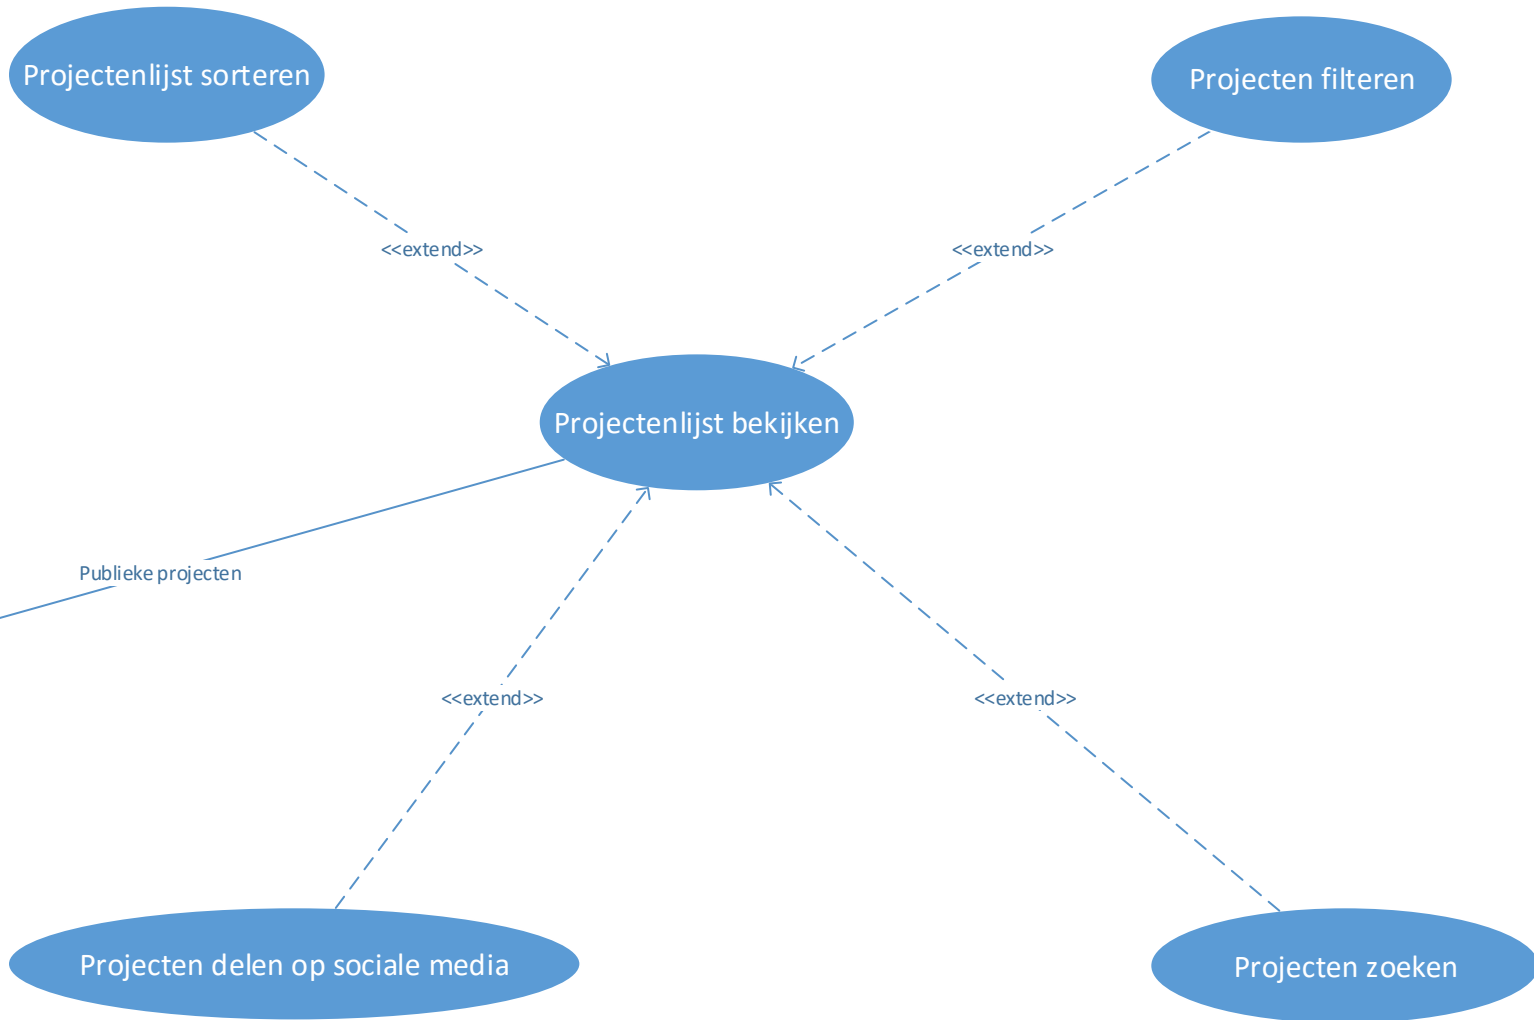 Projectenlijst sorteren
Projecten filteren
<<extend>>
<<extend>>
Projectenlijst bekijken
Publieke projecten
<<extend>>
<<extend>>
Projecten delen op sociale media
Projecten zoeken